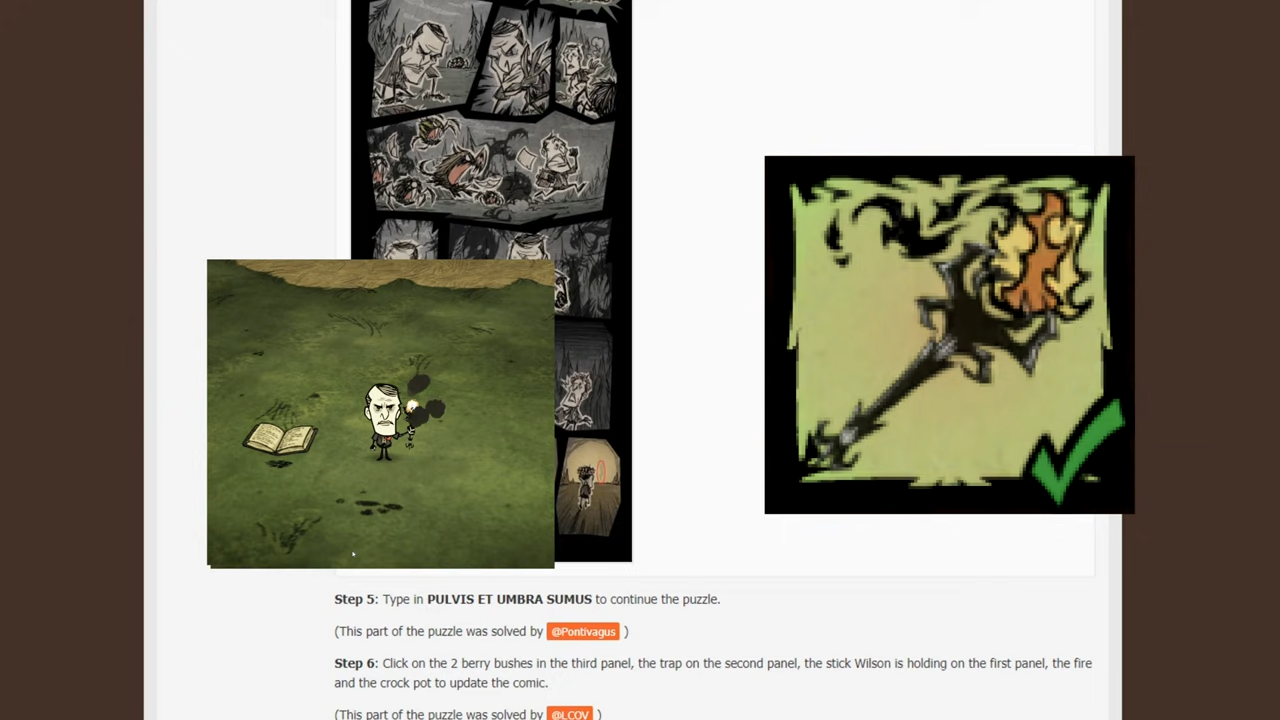 Step 5: Type in PULVIS ET UMBRA SUMUS to continue the puzzle.
(This part of the puzzle was solved by @Pontivagus )
Step 6: Click on the 2 berry bushes in the third panel, the trap on the second panel, the stick Wilson is holding on the first panel, the fire
and the crock pot to update the comic.
(This part of the puzzle was solved by @LCOV )